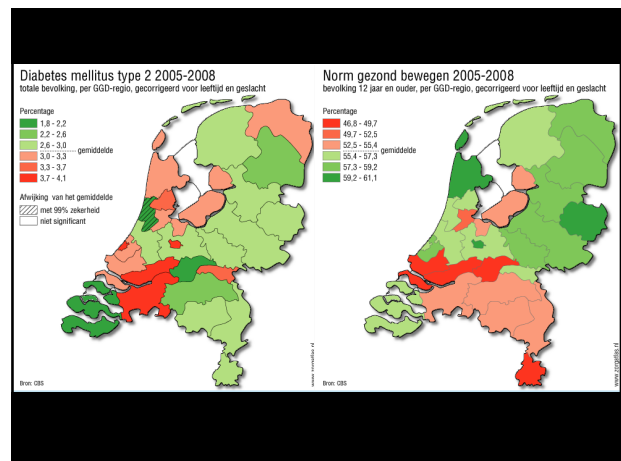 Diabetes mellitus type 2 2005-2008
totale bevolking, per GGD-regio, gecorrigeerd voor leeftijd en geslacht
Percentage
1,8 - 2,2
2,2 - 2,6
2,6 - 3,0
gemiddelde
3,0 - 3,3
3,3 - 3,7
3,7 - 4,1
Afwijking van het gemiddelde
met 99% zekerheid
niet significant
Bron: CBS
Norm gezond bewegen 2005-2008
bevolking 12 jaar en ouder, per GGD-regio, gecorrigeerd voor leeftijd en geslacht
Percentage
46,8 - 49,7
49,7 - 52,5
52,5 - 55,4
gemiddelde
55,4 - 57,3
57,3 - 59,2
59,2 - 61,1
Bron: CBS
www.zorgatlas.nl